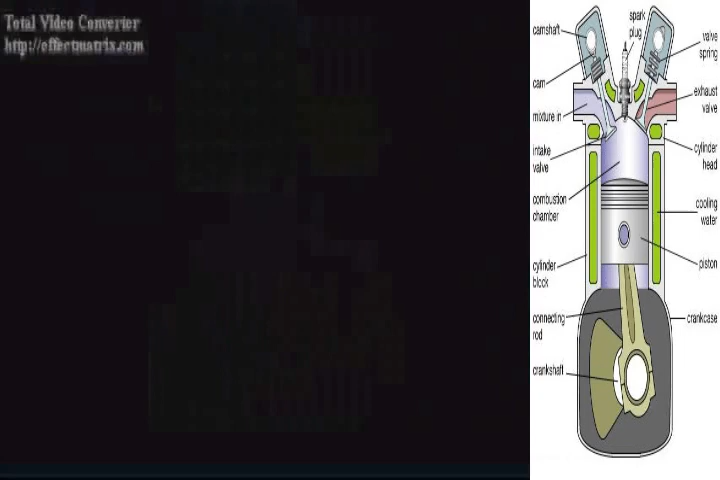 Total Video Converter
http://effectmatrix.com
camshaft
spark
plug
valve
spring
cam
exhaust
valve
mixture in
intake
valve
cylinder
head
combustion
chamber
cooling
water
piston
cylinder
block
connecting
rod
crankcase
crankshaft